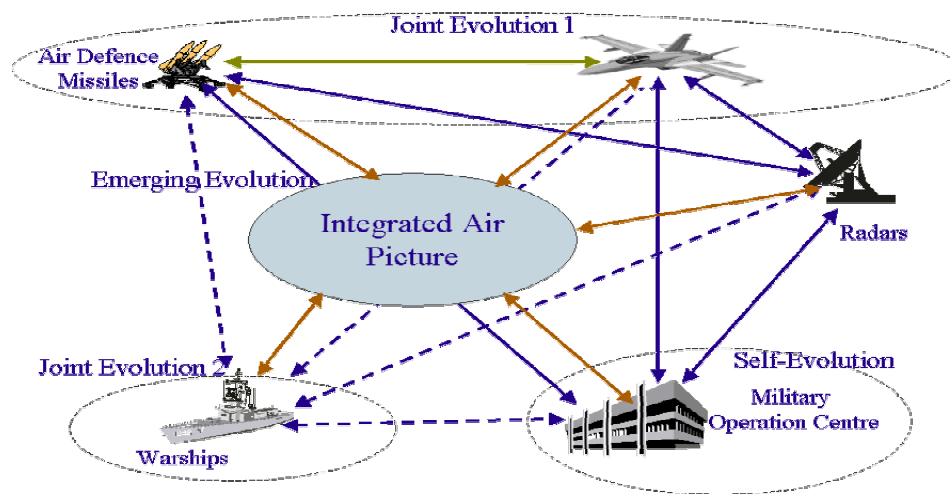 Joint Evolution 1
Air Defence
Missiles
Emerging Evolution
Integrated Air
Picture
Radars
Joint Evolution 2
Self-Evolution
Military
Operation Centre
Warships